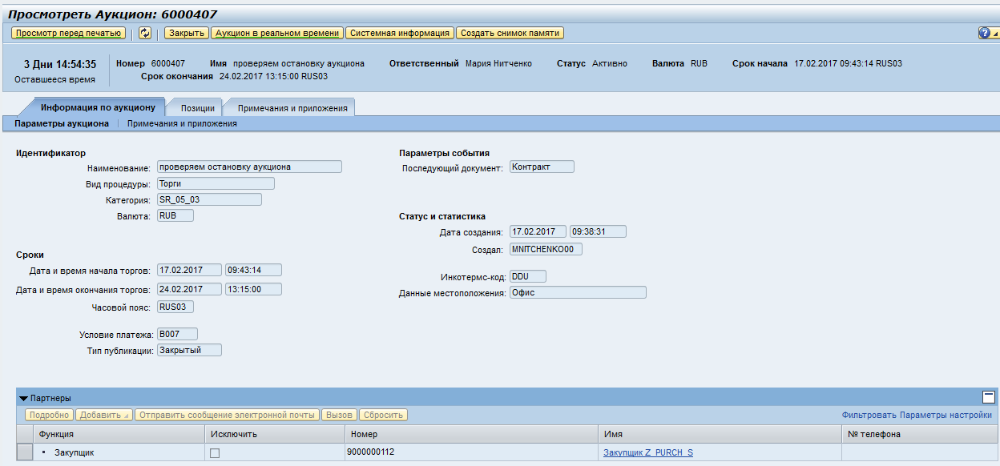 Просмотреть Аукцион: 6000407
Просмотр перед печатью Закрыть Аукцион в реальном времени Системная информация Создать снимок памяти
3 Дни 14:54:35
Оставшееся время
Номер 6000407 Имя проверяем остановку аукциона Ответственный Мария Нитченко Статус Активно Валюта RUB Срок начала 17.02.2017 09:43:14 RUS03
Срок окончания 24.02.2017 13:15:00 RUS03
Информация по аукциону Позиции Примечания и приложения
Параметры аукциона Примечания и приложения
Идентификатор
Наименование: проверяем остановку аукциона
Вид процедуры: Торги
Категория: SR_05_03
Валюта: RUB
Сроки
Дата и время начала торгов: 17.02.2017 09:43:14
Дата и время окончания торгов: 24.02.2017 13:15:00
Часовой пояс: RUS03
Условие платежа: B007
Тип публикации: Закрытый
Параметры события
Последующий документ: Контракт
Статус и статистика
Дата создания: 17.02.2017 09:38:31
Создал: MNITCHENKO00
Инкотермс-код: DDU
Данные местоположения: Офис
Партнеры
Подробно Добавить Отправить сообщение электронной почты Вызов Сбросить Фильтровать Параметры настройки
Функция Исключить Номер Имя № телефона
• Закупщик 9000000112 Закупщик Z_PURCH_S